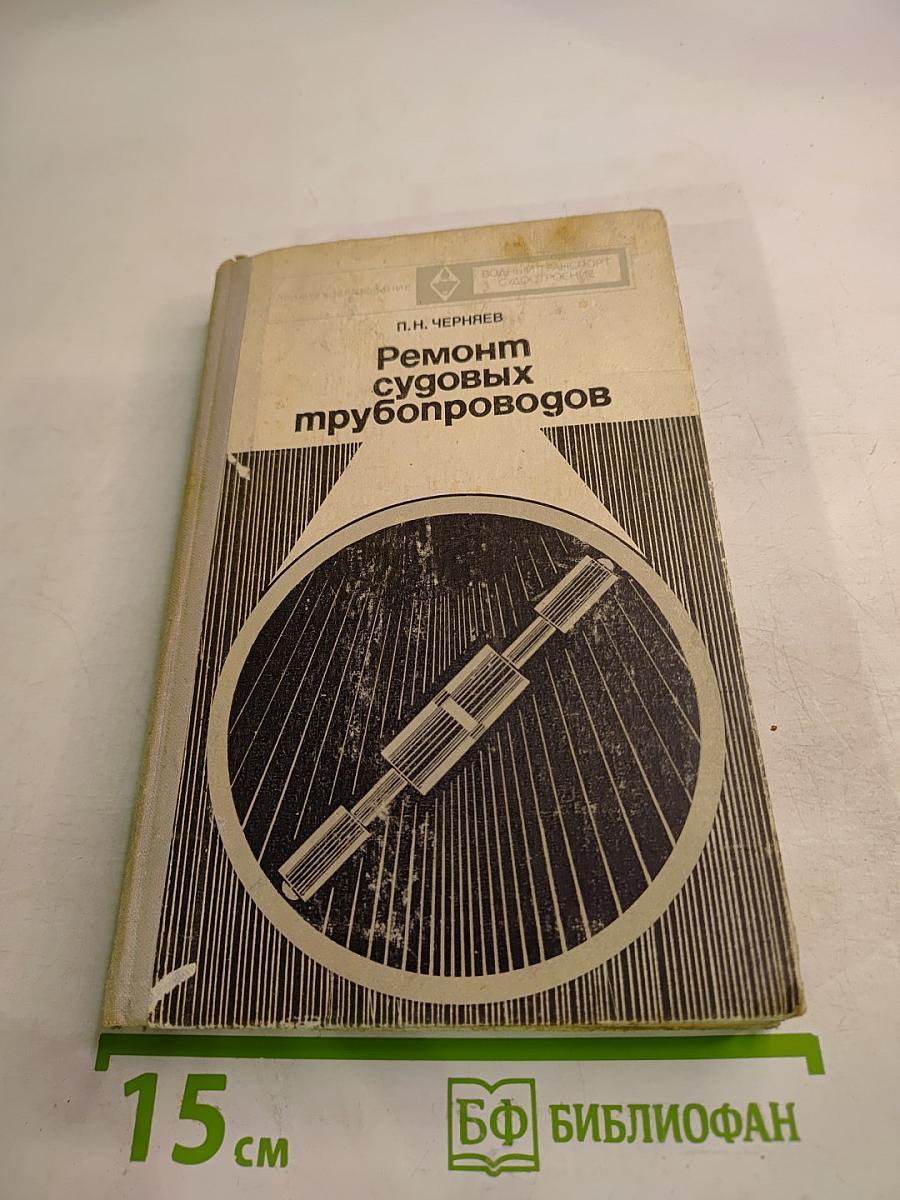 ВОДНЫЙ ТРАНСПОРТ
СУДОСТРОЕНИЕ
П. Н. ЧЕРНЯЕВ
Ремонт
судовых
трубопроводов
15 см
БФ БИБЛИОФАН